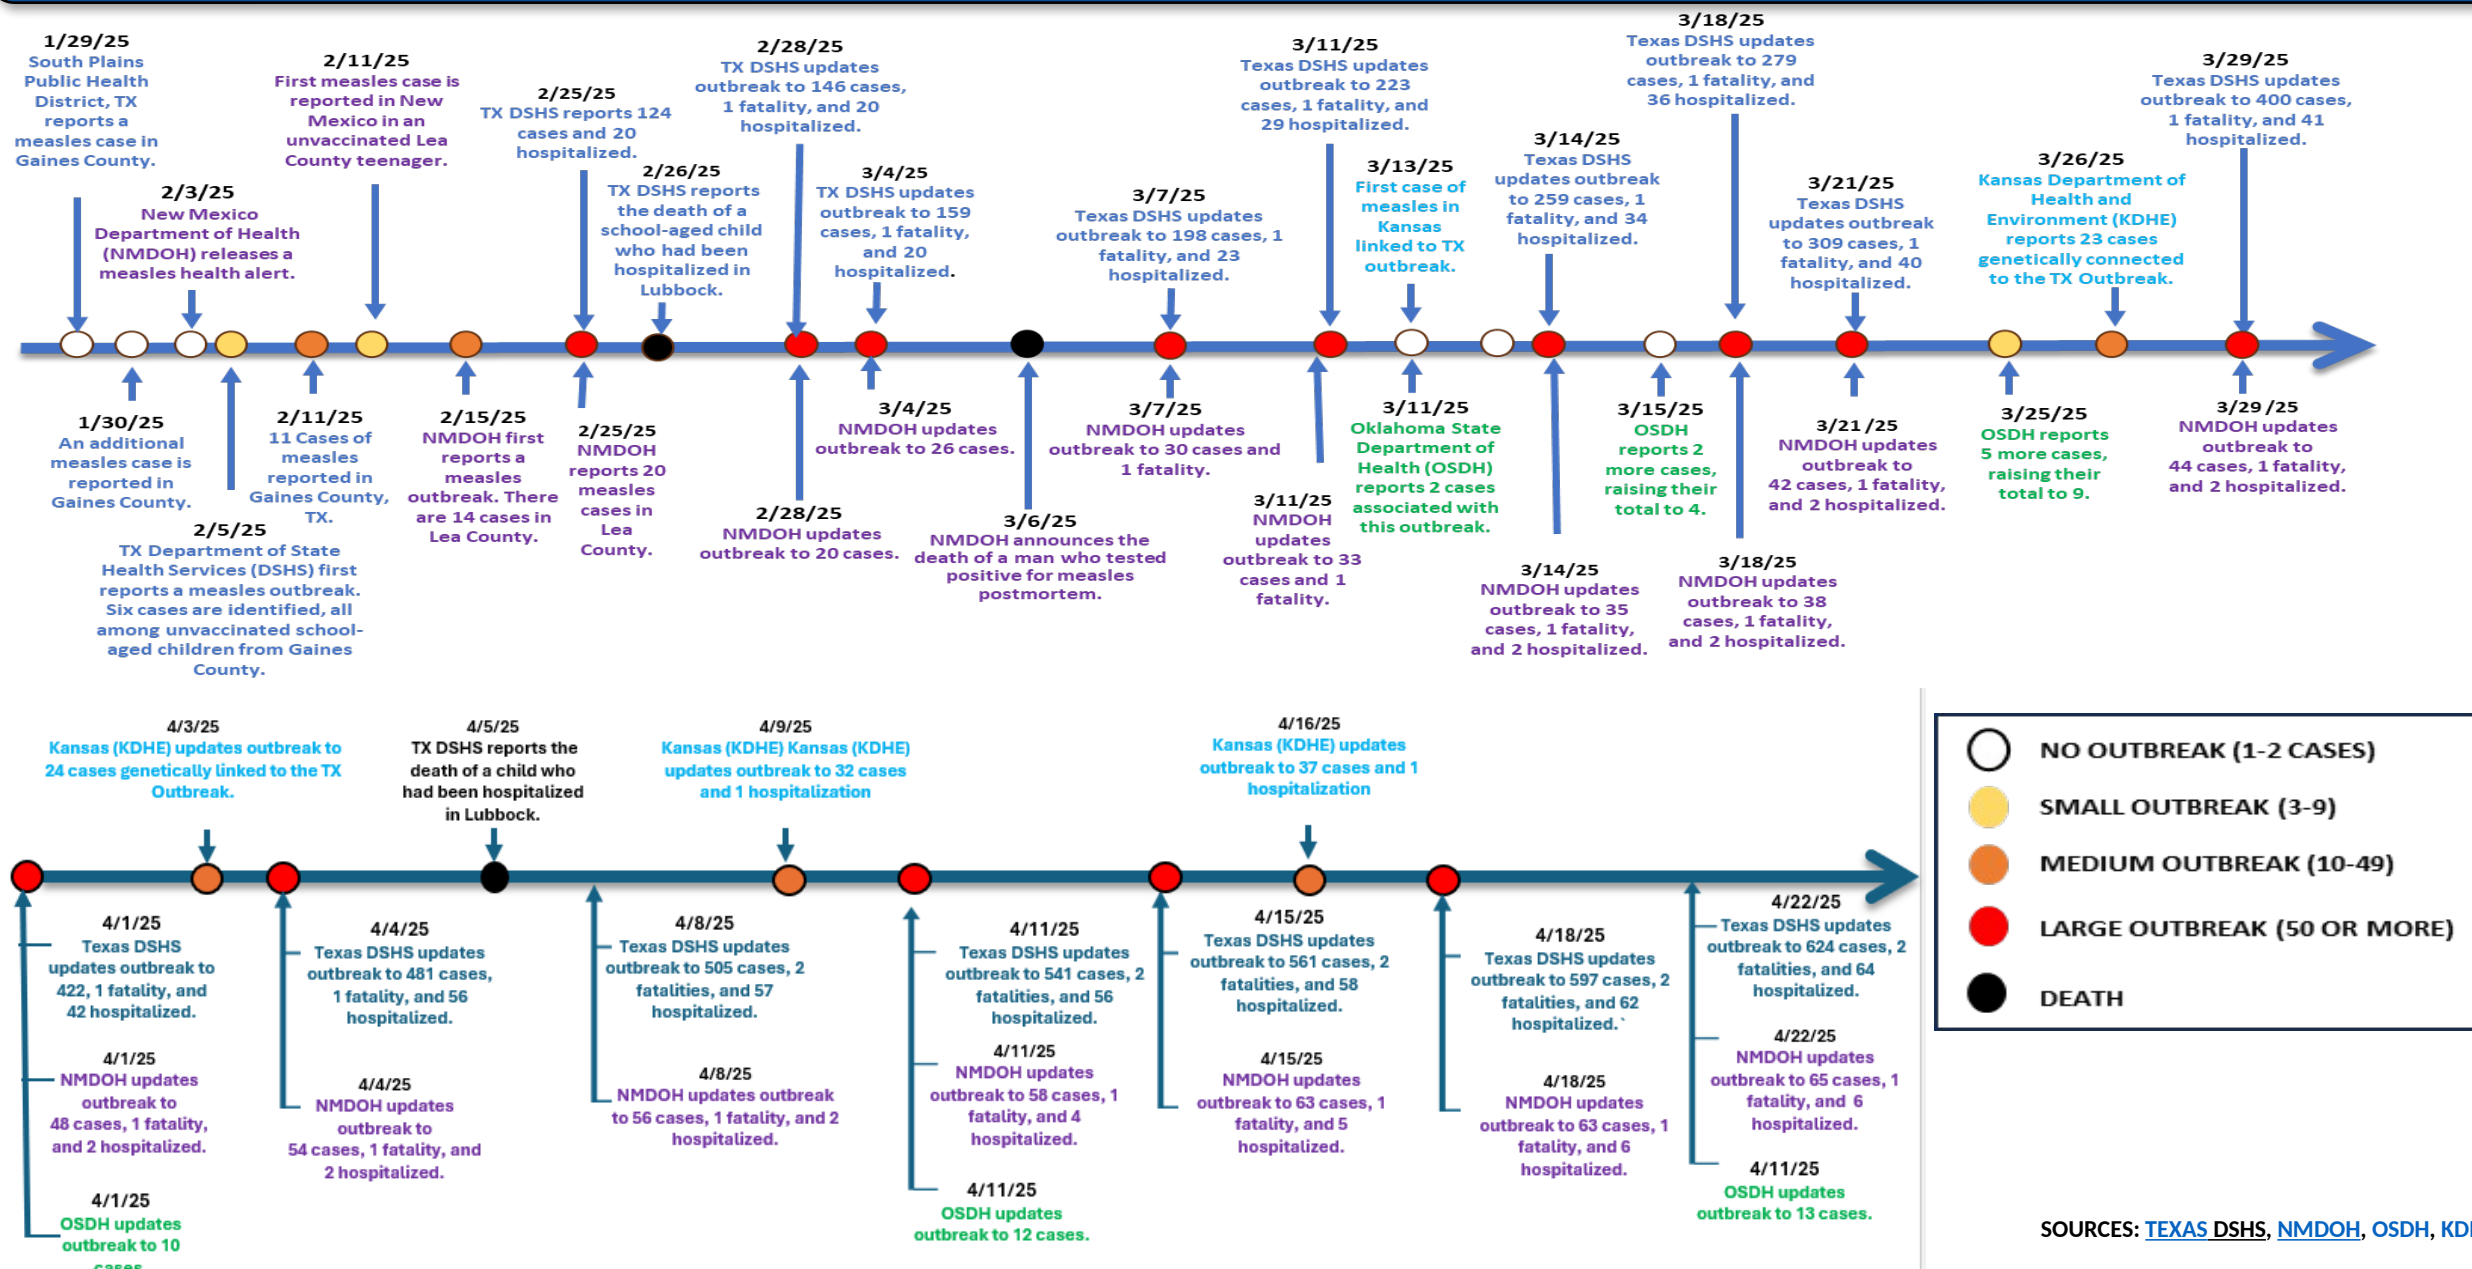 1/29/25
South Plains
Public Health
District, TX
reports a
measles case in
Gaines County.
2/3/25
New Mexico
Department of Health
(NMDOH) releases a
measles health alert.
2/11/25
First measles case is
reported in New
Mexico in an
unvaccinated Lea
County teenager.
2/25/25
TX DSHS reports 124
cases and 20
hospitalized.
2/26/25
TX DSHS reports
the death of a
school-aged child
who had been
hospitalized in
Lubbock.
2/28/25
TX DSHS updates
outbreak to 146 cases,
1 fatality, and 20
hospitalized.
3/4/25
TX DSHS updates
outbreak to 159
cases, 1 fatality,
and 20
hospitalized.
3/7/25
Texas DSHS updates
outbreak to 198 cases, 1
fatality, and 23
hospitalized.
3/11/25
Texas DSHS updates
outbreak to 223
cases, 1 fatality, and
29 hospitalized.
3/13/25
First case of
measles in
Kansas
linked to TX
outbreak.
3/14/25
Texas DSHS
updates outbreak
to 259 cases, 1
fatality, and 34
hospitalized.
3/18/25
Texas DSHS updates
outbreak to 279
cases, 1 fatality, and
36 hospitalized.
3/21/25
Texas DSHS
updates outbreak
to 309 cases, 1
fatality, and 40
hospitalized.
3/26/25
Kansas Department of
Health and
Environment (KDHE)
reports 23 cases
genetically connected
to the TX Outbreak.
3/29/25
Texas DSHS updates
outbreak to 400 cases,
1 fatality, and 41
hospitalized.
1/30/25
An additional
measles case is
reported in
Gaines County.
2/5/25
TX Department of State
Health Services (DSHS) first
reports a measles outbreak.
Six cases are identified, all
among unvaccinated school-
aged children from Gaines
County.
2/11/25
11 Cases of
measles
reported in
Gaines County,
TX.
2/15/25
NMDOH first
reports a
measles
outbreak. There
are 14 cases in
Lea County.
2/25/25
NMDOH
reports 20
measles
cases in
Lea
County.
2/28/25
NMDOH updates
outbreak to 20 cases.
3/4/25
NMDOH updates
outbreak to 26 cases.
3/6/25
NMDOH announces the
death of a man who tested
positive for measles
postmortem.
3/7/25
NMDOH updates
outbreak to 30 cases and
1 fatality.
3/11/25
NMDOH
updates
outbreak to 33
cases and 1
fatality.
3/11/25
Oklahoma State
Department of
Health (OSDH)
reports 2 cases
associated with
this outbreak.
3/14/25
NMDOH updates
outbreak to 35
cases, 1 fatality,
and 2 hospitalized.
3/15/25
OSDH
reports 2
more cases,
raising their
total to 4.
3/18/25
NMDOH updates
outbreak to 38
cases, 1 fatality,
and 2 hospitalized.
3/21/25
NMDOH updates
outbreak to
42 cases, 1 fatality,
and 2 hospitalized.
3/25/25
OSDH reports
5 more cases,
raising their
total to 9.
3/29/25
NMDOH updates
outbreak to
44 cases, 1 fatality,
and 2 hospitalized.
4/3/25
Kansas (KDHE) updates outbreak to
24 cases genetically linked to the TX
Outbreak.
4/5/25
TX DSHS reports the
death of a child who
had been hospitalized
in Lubbock.
4/9/25
Kansas (KDHE) Kansas (KDHE)
updates outbreak to 32 cases
and 1 hospitalization
4/16/25
Kansas (KDHE) updates
outbreak to 37 cases and 1
hospitalization
4/1/25
Texas DSHS
updates outbreak to
422, 1 fatality, and
42 hospitalized.
4/1/25
NMDOH updates
outbreak to
48 cases, 1 fatality,
and 2 hospitalized.
4/1/25
OSDH updates
outbreak to 10
cases
4/4/25
Texas DSHS updates
outbreak to 481 cases,
1 fatality, and 56
hospitalized.
4/4/25
NMDOH updates
outbreak to
54 cases, 1 fatality, and
2 hospitalized.
4/8/25
Texas DSHS updates
outbreak to 505 cases, 2
fatalities, and 57
hospitalized.
4/8/25
NMDOH updates outbreak
to 56 cases, 1 fatality, and 2
hospitalized.
4/11/25
Texas DSHS updates
outbreak to 541 cases, 2
fatalities, and 56
hospitalized.
4/11/25
NMDOH updates
outbreak to 58 cases, 1
fatality, and 4
hospitalized.
4/11/25
OSDH updates
outbreak to 12 cases.
4/15/25
Texas DSHS updates
outbreak to 561 cases, 2
fatalities, and 58
hospitalized.
4/15/25
NMDOH updates
outbreak to 63 cases, 1
fatality, and 5
hospitalized.
4/18/25
Texas DSHS updates
outbreak to 597 cases, 2
fatalities, and 62
hospitalized.`
4/18/25
NMDOH updates
outbreak to 63 cases, 1
fatality, and 6
hospitalized.
4/22/25
Texas DSHS updates
outbreak to 624 cases, 2
fatalities, and 64
hospitalized.
4/22/25
NMDOH updates
outbreak to 65 cases, 1
fatality, and 6
hospitalized.
4/11/25
OSDH updates
outbreak to 13 cases.
NO OUTBREAK (1-2 CASES)
SMALL OUTBREAK (3-9)
MEDIUM OUTBREAK (10-49)
LARGE OUTBREAK (50 OR MORE)
DEATH
SOURCES: TEXAS DSHS, NMDOH, OSDH,